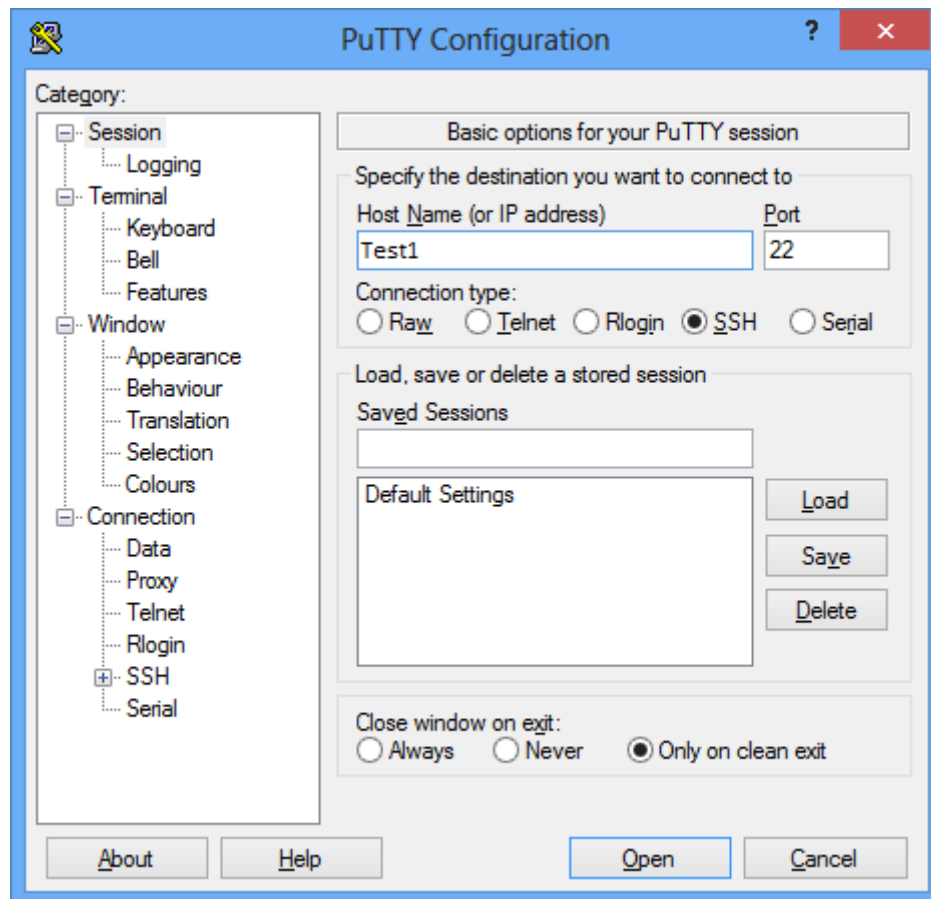 PuTTY Configuration
?
Category:
Session
Logging
Terminal
Keyboard
Bell
Features
Window
Appearance
Behaviour
Translation
Selection
Colours
Connection
Data
Proxy
Telnet
Rlogin
SSH
Serial
Basic options for your PuTTY session
Specify the destination you want to connect to
Host Name (or IP address) Port
Test1 22
Connection type:
Raw Telnet Rlogin SSH Serial
Load, save or delete a stored session
Saved Sessions
Default Settings
Load
Save
Delete
Close window on exit:
Always Never Only on clean exit
About Help Open Cancel